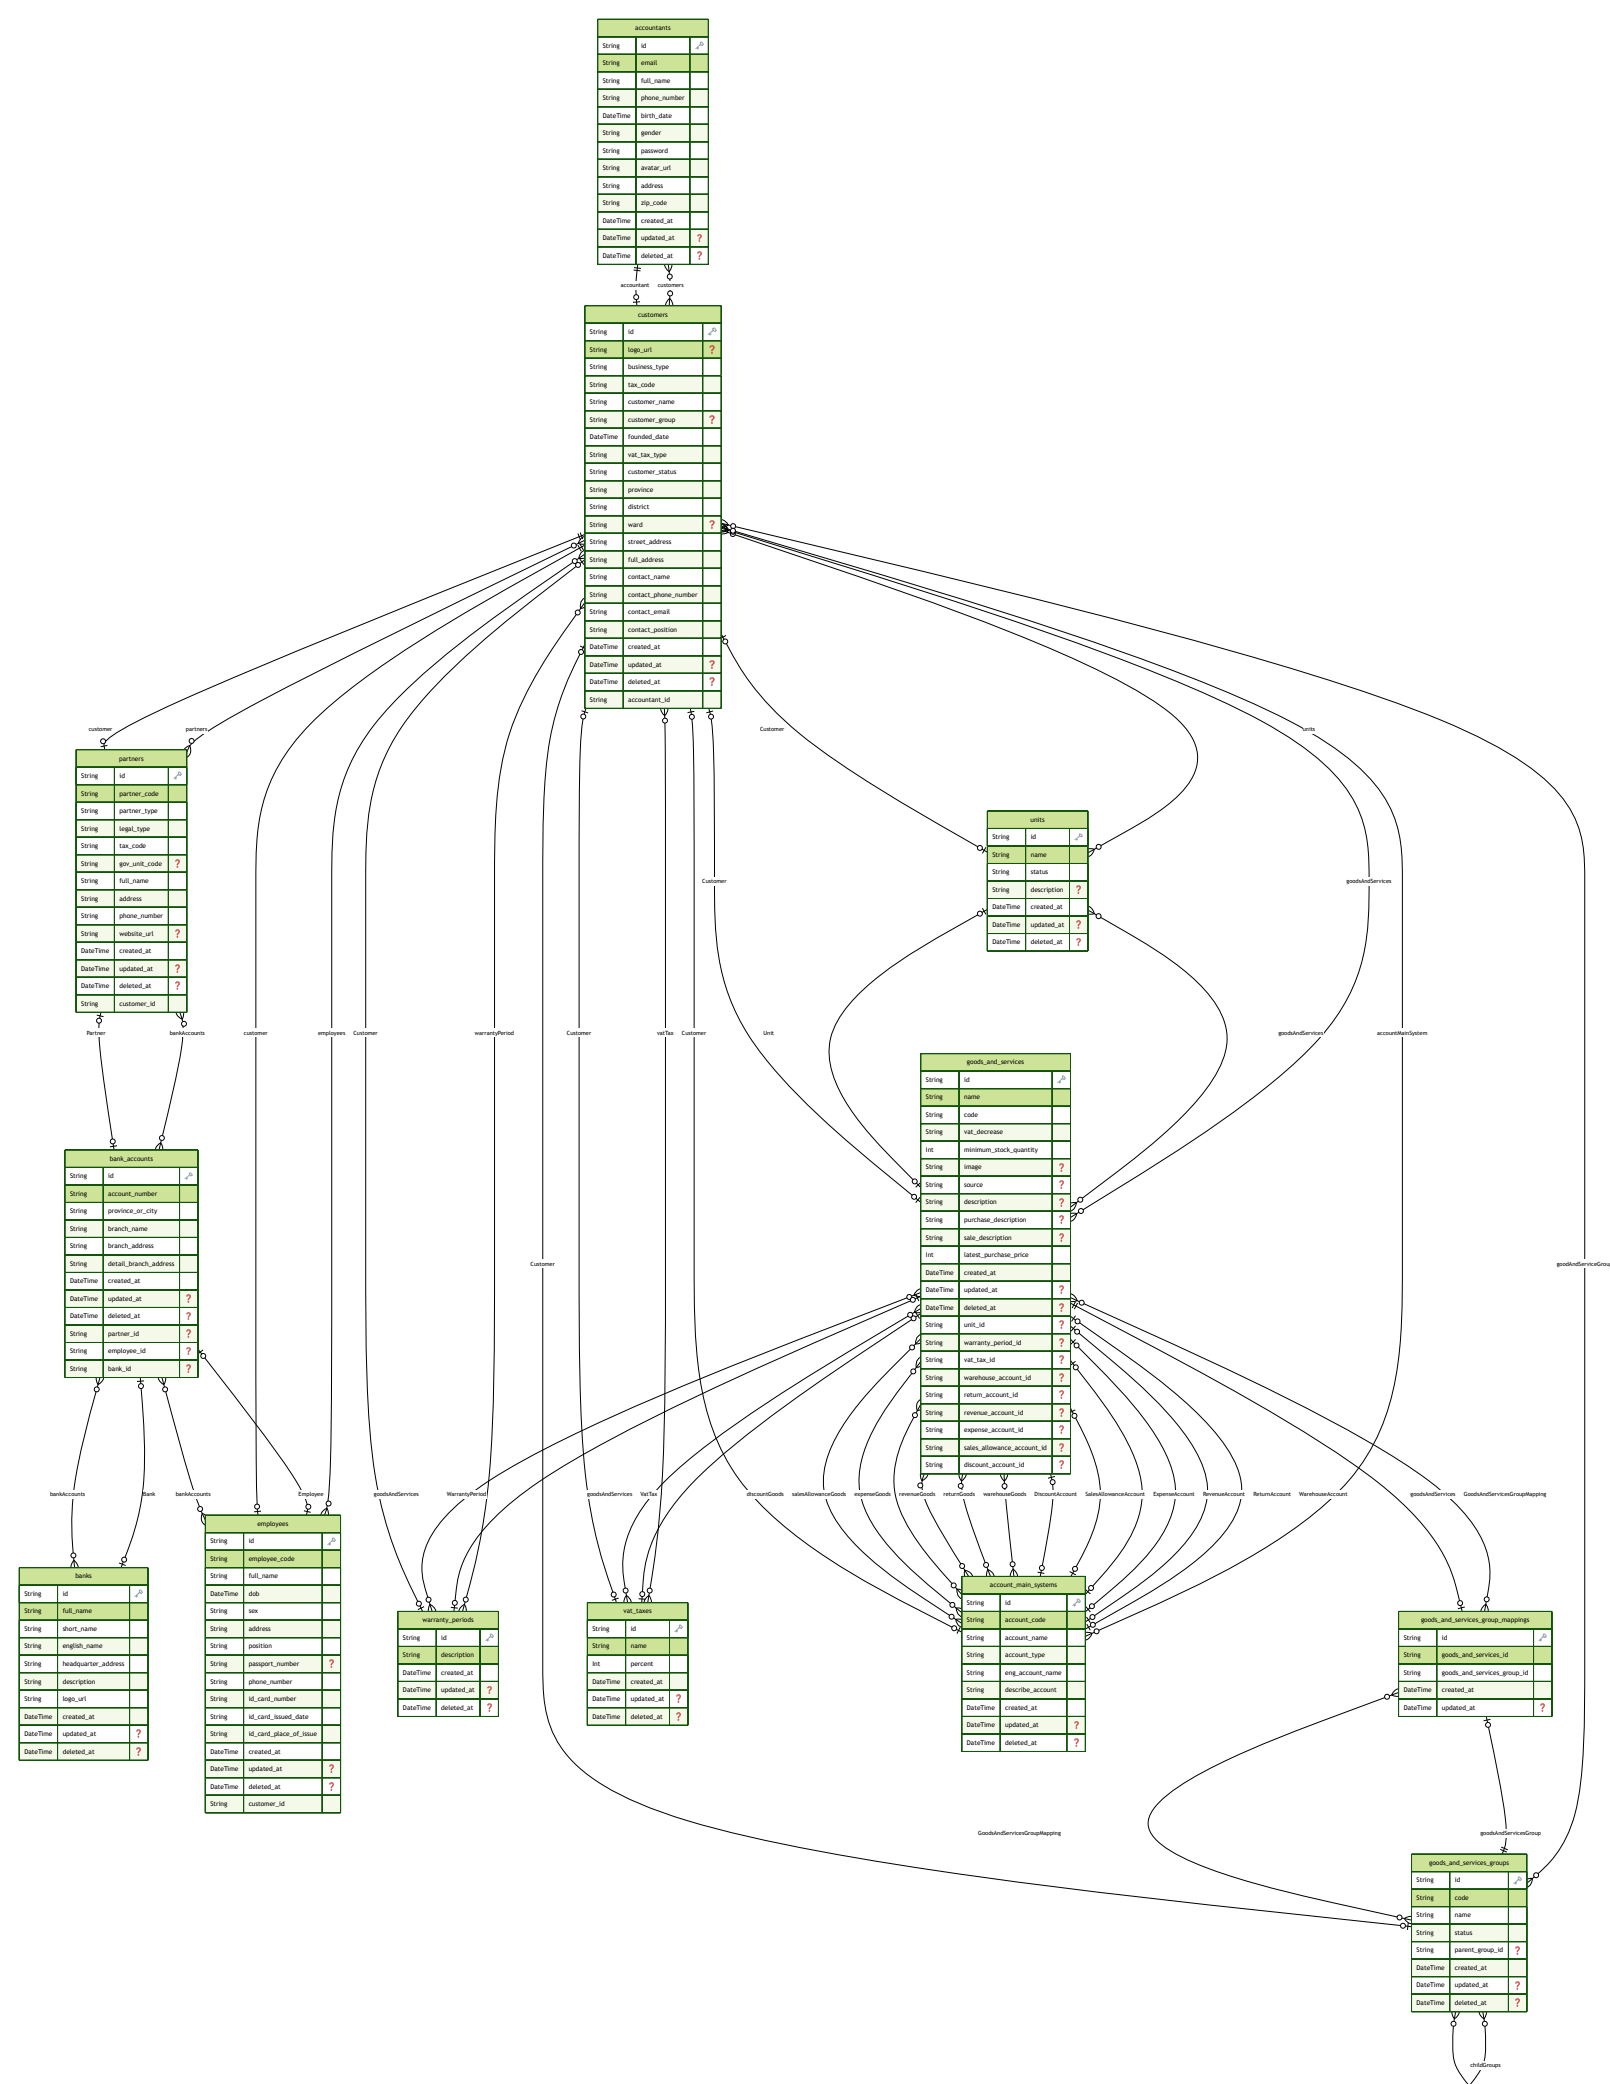 accountants
String id
String email
String full_name
String phone_number
DateTime birth_date
String gender
String password
String avatar_url
String address
String zip_code
DateTime created_at
DateTime updated_at ?
DateTime deleted_at ?
accountant customers
customers
String id
String logo_url ?
String business_type
String tax_code
String customer_name
String customer_group ?
DateTime founded_date
String vat_tax_type
String customer_status
String province
String district
String ward ?
String street_address
String full_address
String contact_name
String contact_phone_number
String contact_email
String contact_position
DateTime created_at
DateTime updated_at ?
DateTime deleted_at ?
String accountant_id
customer partners Customer units
partners
String id
String partner_code
String partner_type
String legal_type
String tax_code
String gov_unit_code ?
String full_name
String address
String phone_number
String website_url ?
DateTime created_at
DateTime updated_at ?
DateTime deleted_at ?
String customer_id
units
String id
String name
String status
String description ?
DateTime created_at
DateTime updated_at ?
DateTime deleted_at ?
Customer goodsAndServices
Partner bankAccounts customer employees Customer warrantyPeriod Customer vatTax Customer Unit goodsAndServices accountMainSystem
goods_and_services
String id
String name
String code
String vat_decrease
Int minimum_stock_quantity
String image ?
String source ?
String description ?
String purchase_description ?
String sale_description ?
Int latest_purchase_price
DateTime created_at
DateTime updated_at ?
DateTime deleted_at ?
String unit_id ?
String warranty_period_id ?
String vat_tax_id ?
String warehouse_account_id ?
String return_account_id ?
String revenue_account_id ?
String expense_account_id ?
String sales_allowance_account_id ?
String discount_account_id ?
bank_accounts
String id
String account_number
String province_or_city
String branch_name
String branch_address
String detail_branch_address
DateTime created_at
DateTime updated_at ?
DateTime deleted_at ?
String partner_id ?
String employee_id ?
String bank_id ?
Customer goodAndServiceGrou
bankAccounts Bank bankAccounts Employee goodsAndServices WarrantyPeriod goodsAndServices VatTax discountGoods salesAllowanceGoods expenseGoods revenueGoods returnGoods warehouseGoods DiscountAccount SalesAllowanceAccount ExpenseAccount RevenueAccount ReturnAccount WarehouseAccount goodsAndServices GoodsAndServicesGroupMapping
banks
String id
String full_name
String short_name
String english_name
String headquarter_address
String description
String logo_url
DateTime created_at
DateTime updated_at ?
DateTime deleted_at ?
employees
String id
String employee_code
String full_name
DateTime dob
String sex
String address
String position
String passport_number ?
String phone_number
String id_card_number
String id_card_issued_date
String id_card_place_of_issue
DateTime created_at
DateTime updated_at ?
DateTime deleted_at ?
String customer_id
warranty_periods
String id
String description
DateTime created_at
DateTime updated_at ?
DateTime deleted_at ?
vat_taxes
String id
String name
Int percent
DateTime created_at
DateTime updated_at ?
DateTime deleted_at ?
account_main_systems
String id
String account_code
String account_name
String account_type
String eng_account_name
String describe_account
DateTime created_at
DateTime updated_at ?
DateTime deleted_at ?
goods_and_services_group_mappings
String id
String goods_and_services_id
String goods_and_services_group_id
DateTime created_at
DateTime updated_at ?
GoodsAndServicesGroupMapping goodsAndServicesGroup
goods_and_services_groups
String id
String code
String name
String status
String parent_group_id ?
DateTime created_at
DateTime updated_at ?
DateTime deleted_at ?
childGroups